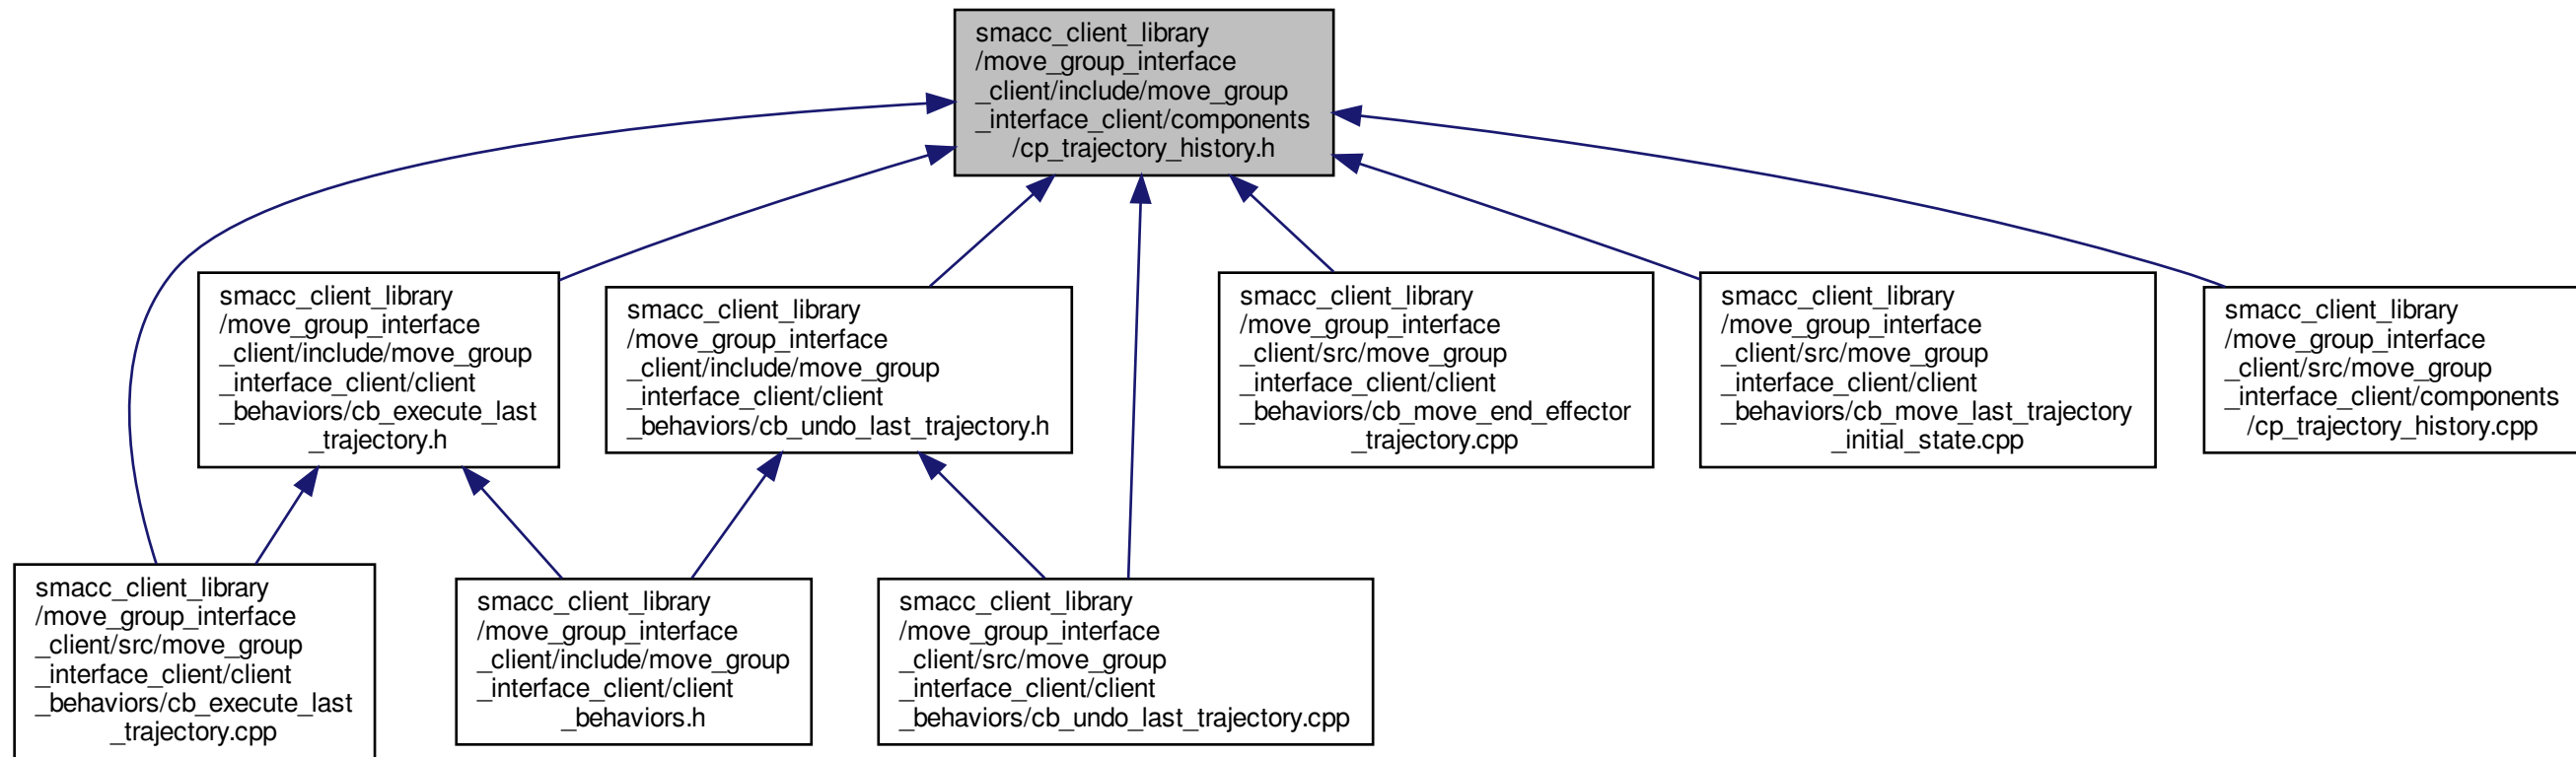 smacc_client_library
/move_group_interface
_client/include/move_group
_interface_client/components
/cp_trajectory_history.h
smacc_client_library
/move_group_interface
_client/include/move_group
_interface_client/client
_behaviors/cb_execute_last
_trajectory.h
smacc_client_library
/move_group_interface
_client/include/move_group
_interface_client/client
_behaviors/cb_undo_last_trajectory.h
smacc_client_library
/move_group_interface
_client/src/move_group
_interface_client/client
_behaviors/cb_move_end_effector
_trajectory.cpp
smacc_client_library
/move_group_interface
_client/src/move_group
_interface_client/client
_behaviors/cb_move_last_trajectory
_initial_state.cpp
smacc_client_library
/move_group_interface
_client/src/move_group
_interface_client/components
/cp_trajectory_history.cpp
smacc_client_library
/move_group_interface
_client/src/move_group
_interface_client/client
_behaviors/cb_execute_last
_trajectory.cpp
smacc_client_library
/move_group_interface
_client/include/move_group
_interface_client/client
_behaviors.h
smacc_client_library
/move_group_interface
_client/src/move_group
_interface_client/client
_behaviors/cb_undo_last_trajectory.cpp